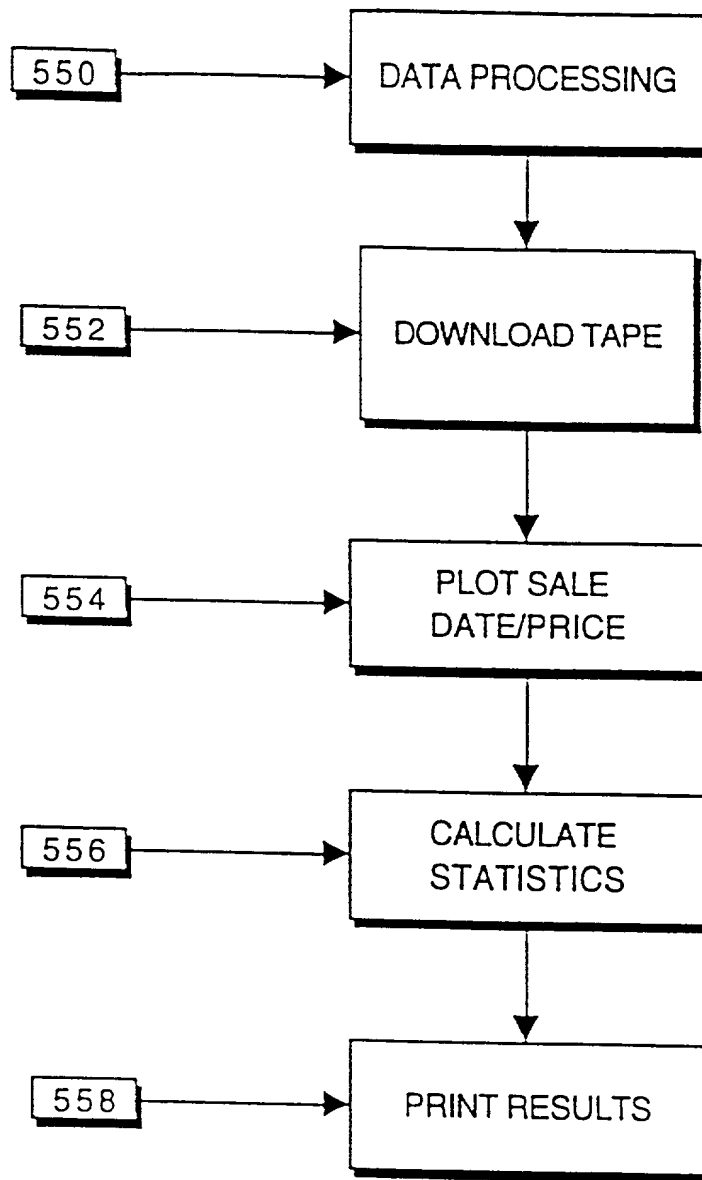 550
DATA PROCESSING
552
DOWNLOAD TAPE
554
PLOT SALE
DATE/PRICE
556
CALCULATE
STATISTICS
558
PRINT RESULTS